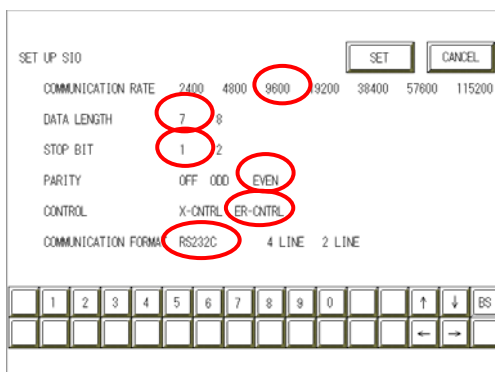 SET UP SIO SET CANCEL
COMMUNICATION RATE 2400 4800 9600 19200 38400 57600 115200
DATA LENGTH 7 8
STOP BIT 1 2
PARITY OFF ODD EVEN
CONTROL X-CNTRL ER-CNTRL
COMMUNICATION FORMA RS232C 4 LINE 2 LINE
1 2 3 4 5 6 7 8 9 0 ↑ ↓ BS
← →